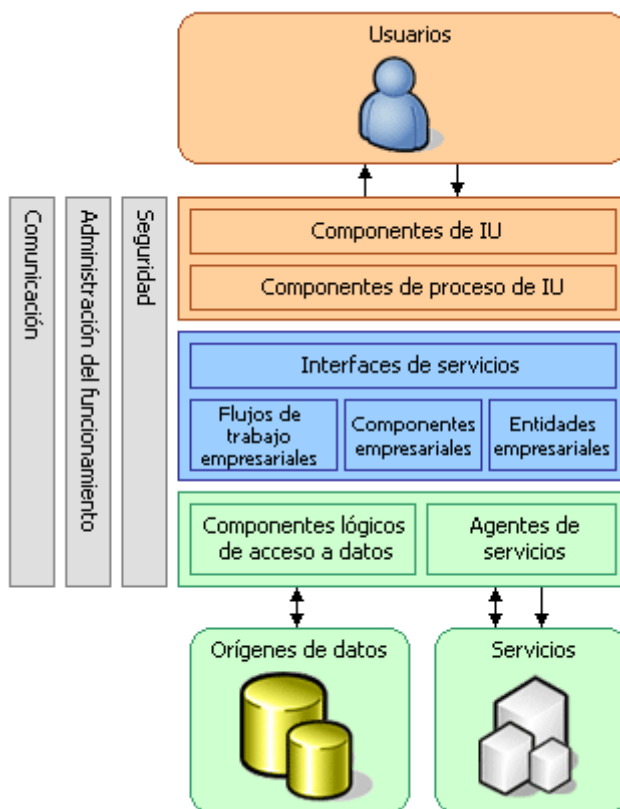 Usuarios
Comunicación
Administración del funcionamiento
Seguridad
Componentes de IU
Componentes de proceso de IU
Interfaces de servicios
Flujos de
trabajo
empresariales
Componentes
empresariales
Entidades
empresariales
Componentes lógicos
de acceso a datos
Agentes de
servicios
Orígenes de datos
Servicios